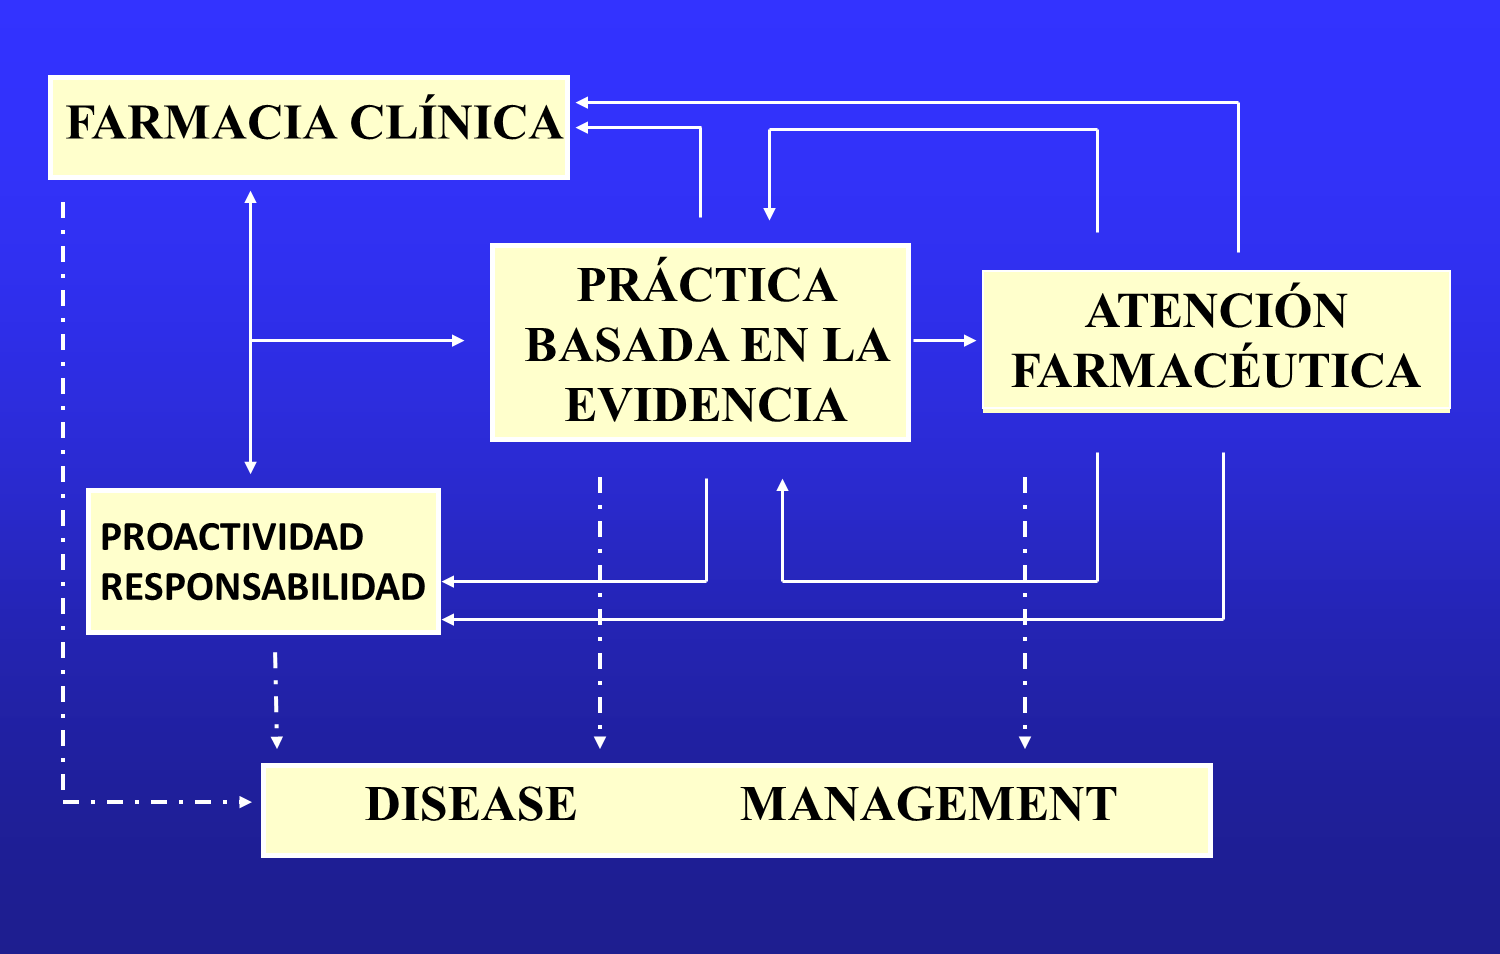 FARMACIA CLÍNICA
PRÁCTICA
BASADA EN LA
EVIDENCIA
ATENCIÓN
FARMACÉUTICA
PROACTIVIDAD
RESPONSABILIDAD
DISEASE MANAGEMENT